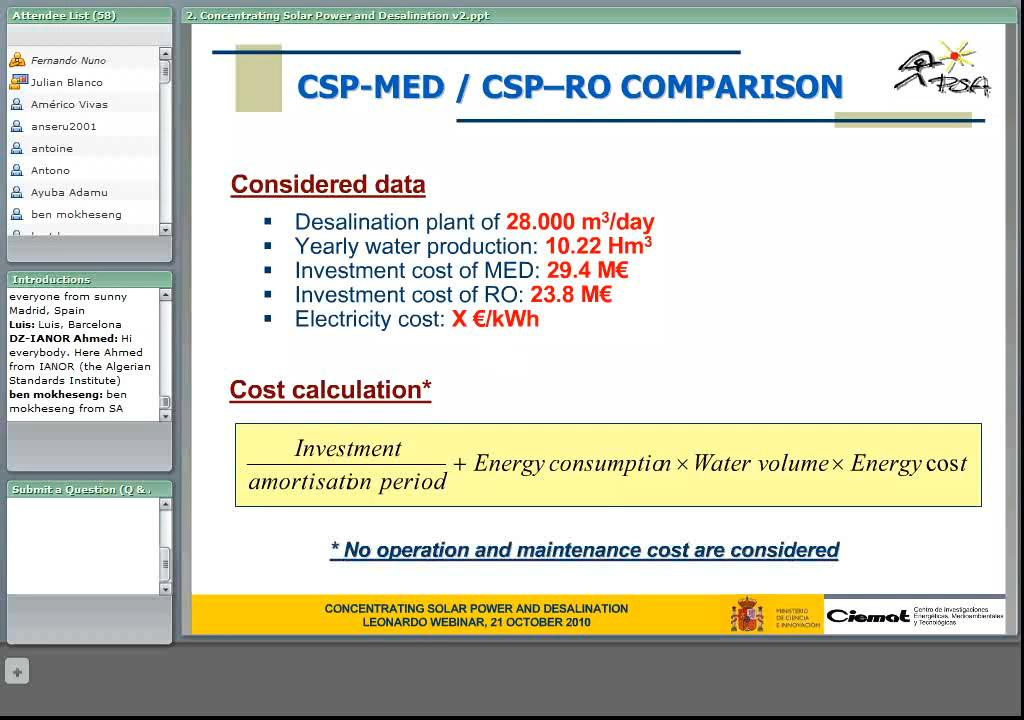 Attendee List (58)
Fernando Nuno
Julian Blanco
Américo Vivas
anseru2001
antoine
Antono
Ayuba Adamu
ben mokheseng
Introductions
everyone from sunny
Madrid, Spain
Luis: Luis, Barcelona
DZ-IANOR Ahmed: Hi
everybody. Here Ahmed
from IANOR (the Algerian
Standards Institute)
ben mokheseng: ben
mokheseng from SA
Submit a Question (Q &
2. Concentrating Solar Power and Desalination v2.ppt
CSP-MED / CSP–RO COMPARISON
PSA
Considered data
▪ Desalination plant of 28.000 m³/day
▪ Yearly water production: 10.22 Hm³
▪ Investment cost of MED: 29.4 M€
▪ Investment cost of RO: 23.8 M€
▪ Electricity cost: X €/kWh
Cost calculation*
Investment
amortisation period
+ Energy consumption × Water volume × Energy cost
* No operation and maintenance cost are considered
CONCENTRATING SOLAR POWER AND DESALINATION
LEONARDO WEBINAR, 21 OCTOBER 2010
MINISTERIO
DE CIENCIA
E INNOVACIÓN
Ciemat
Centro de Investigaciones
Energéticas, Medioambientales
y Tecnológicas